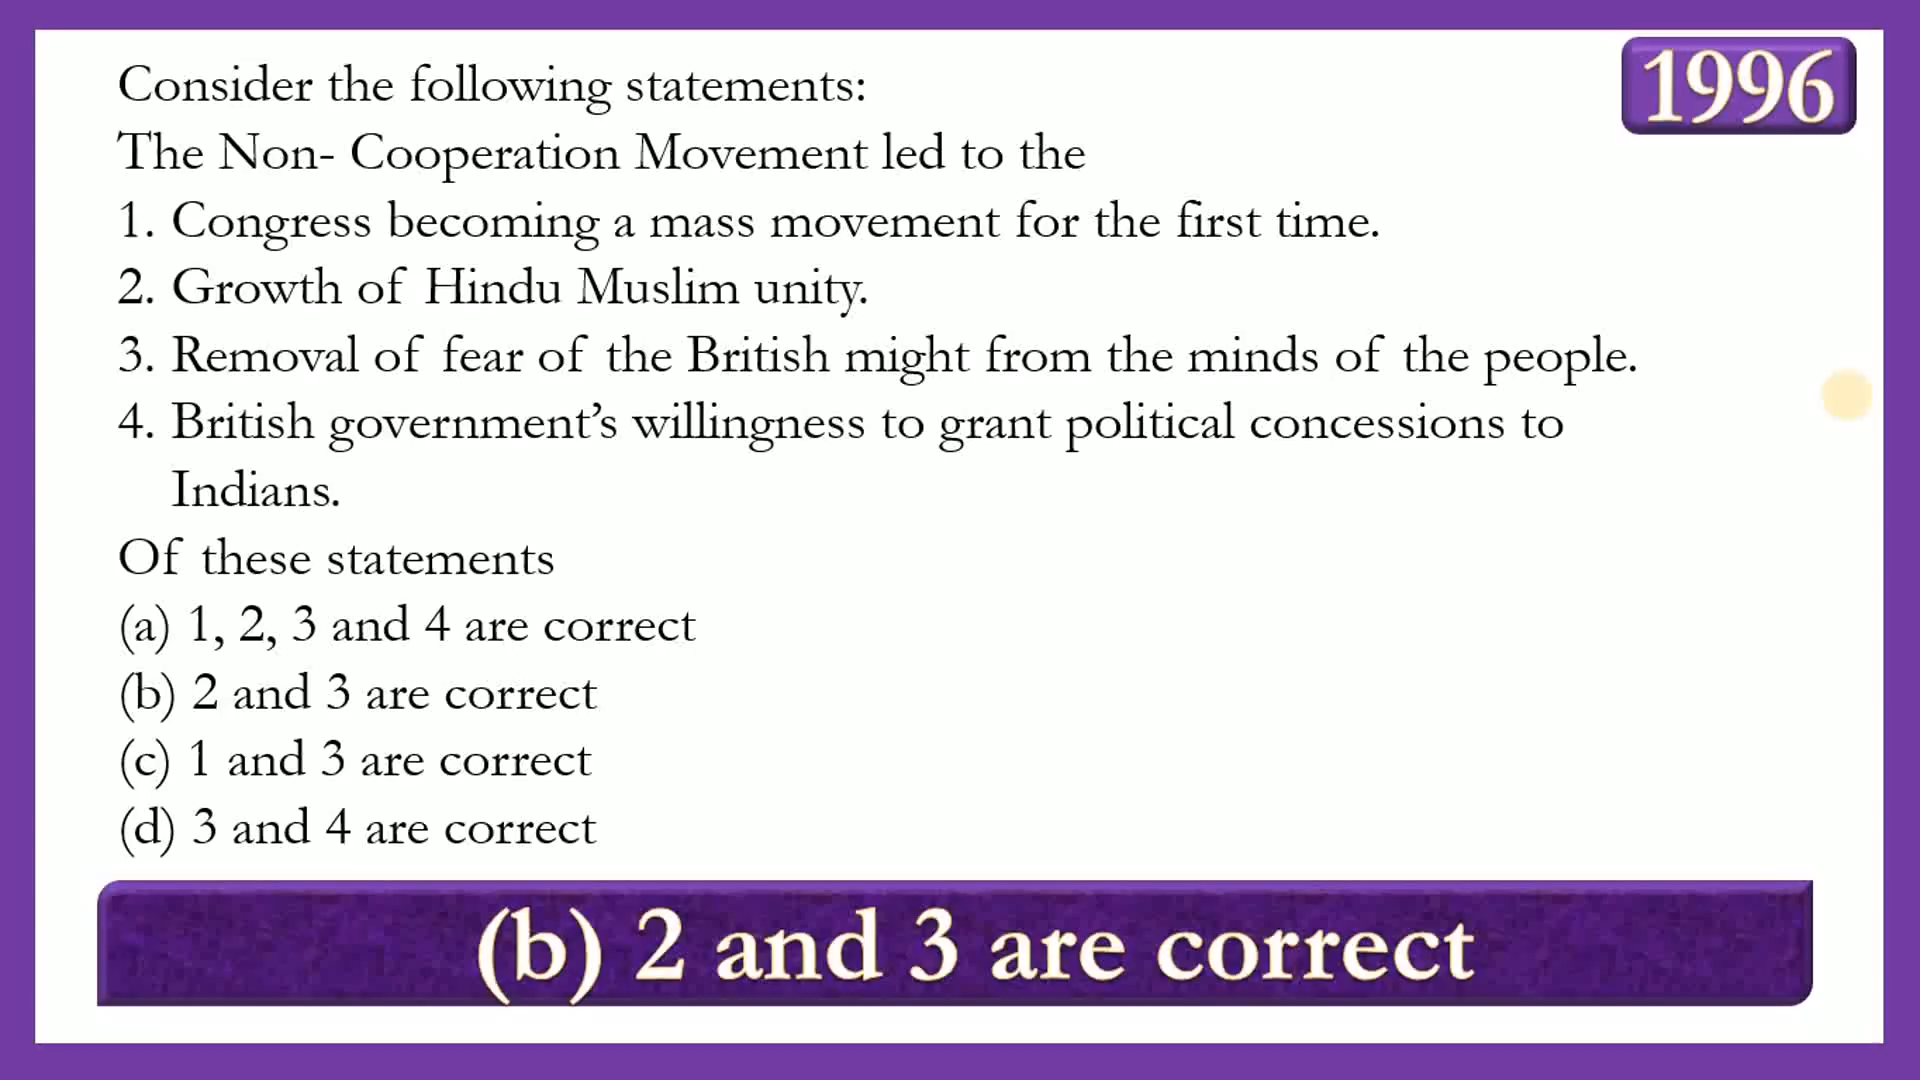 1996
Consider the following statements:
The Non- Cooperation Movement led to the
1. Congress becoming a mass movement for the first time.
2. Growth of Hindu Muslim unity.
3. Removal of fear of the British might from the minds of the people.
4. British government’s willingness to grant political concessions to
Indians.
Of these statements
(a) 1, 2, 3 and 4 are correct
(b) 2 and 3 are correct
(c) 1 and 3 are correct
(d) 3 and 4 are correct
(b) 2 and 3 are correct